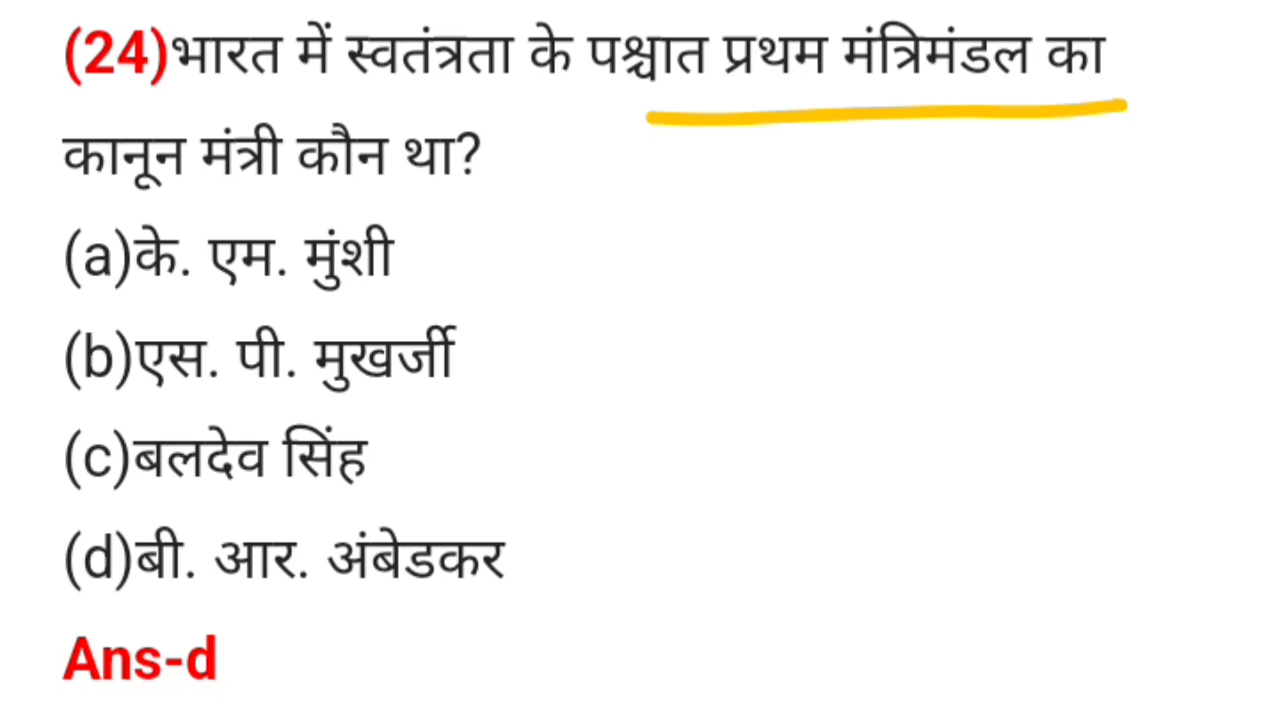 (24)भारत में स्वतंत्रता के पश्चात प्रथम मंत्रिमंडल का
कानून मंत्री कौन था?
(a)के. एम. मुंशी
(b)एस. पी. मुखर्जी
(c)बलदेव सिंह
(d)बी. आर. अंबेडकर
Ans-d